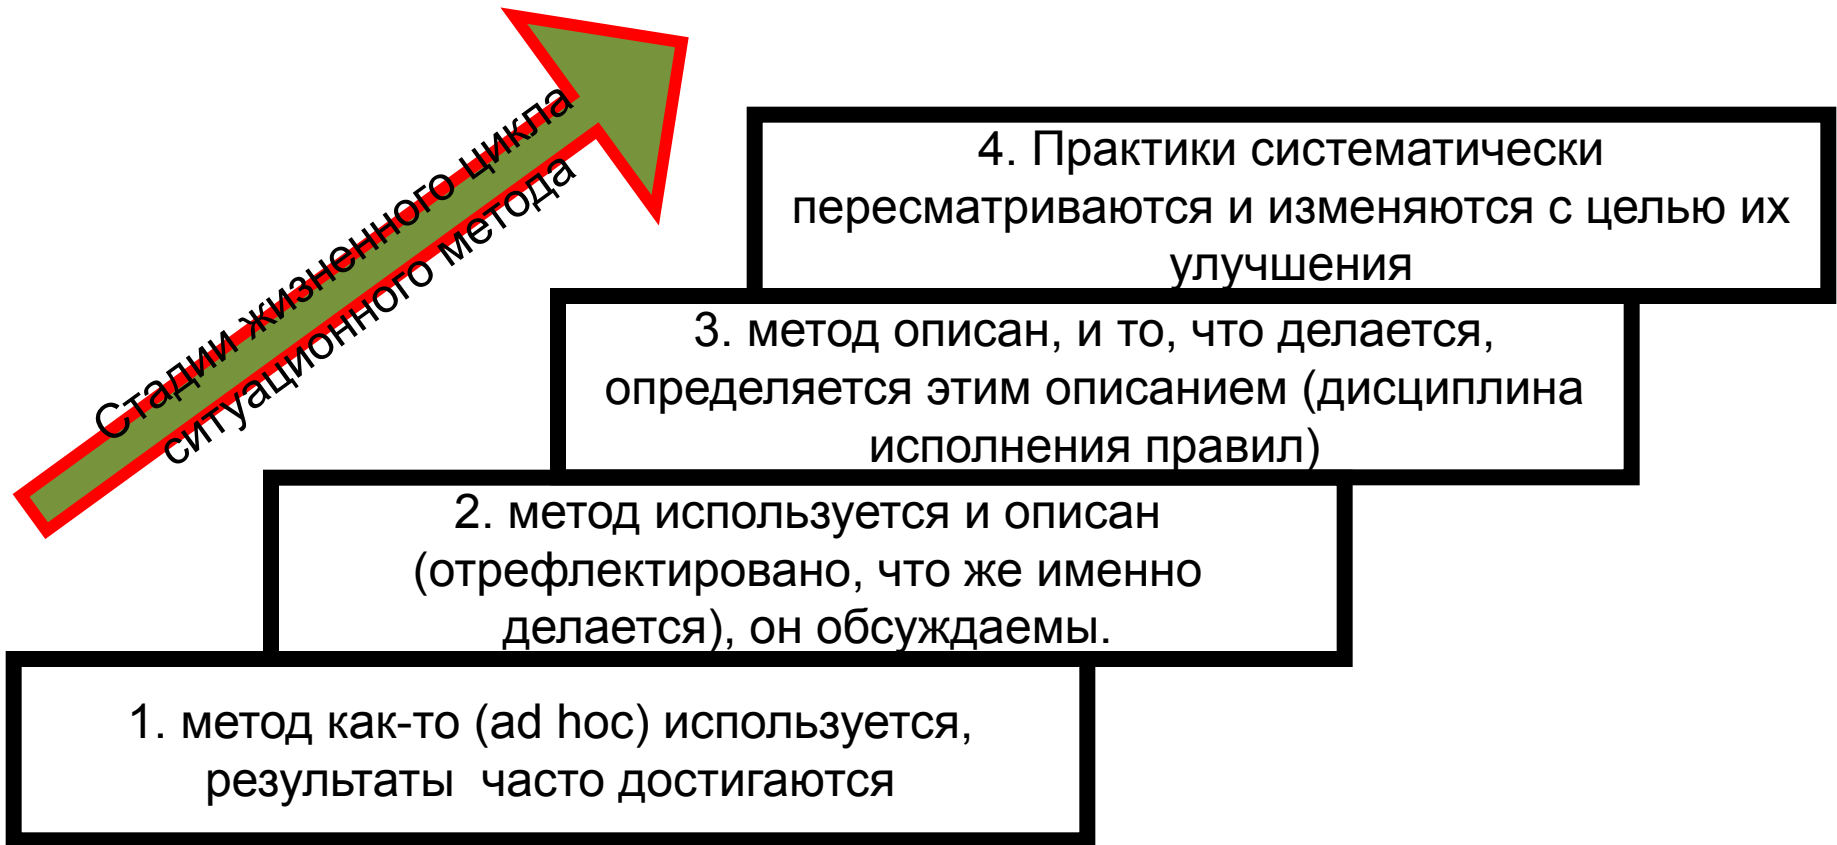 Стадии жизненного цикла
ситуационного метода
4. Практики систематически
пересматриваются и изменяются с целью их
улучшения
3. метод описан, и то, что делается,
определяется этим описанием (дисциплина
исполнения правил)
2. метод используется и описан
(отрефлектировано, что же именно
делается), он обсуждаемы.
1. метод как-то (ad hoc) используется,
результаты  часто достигаются